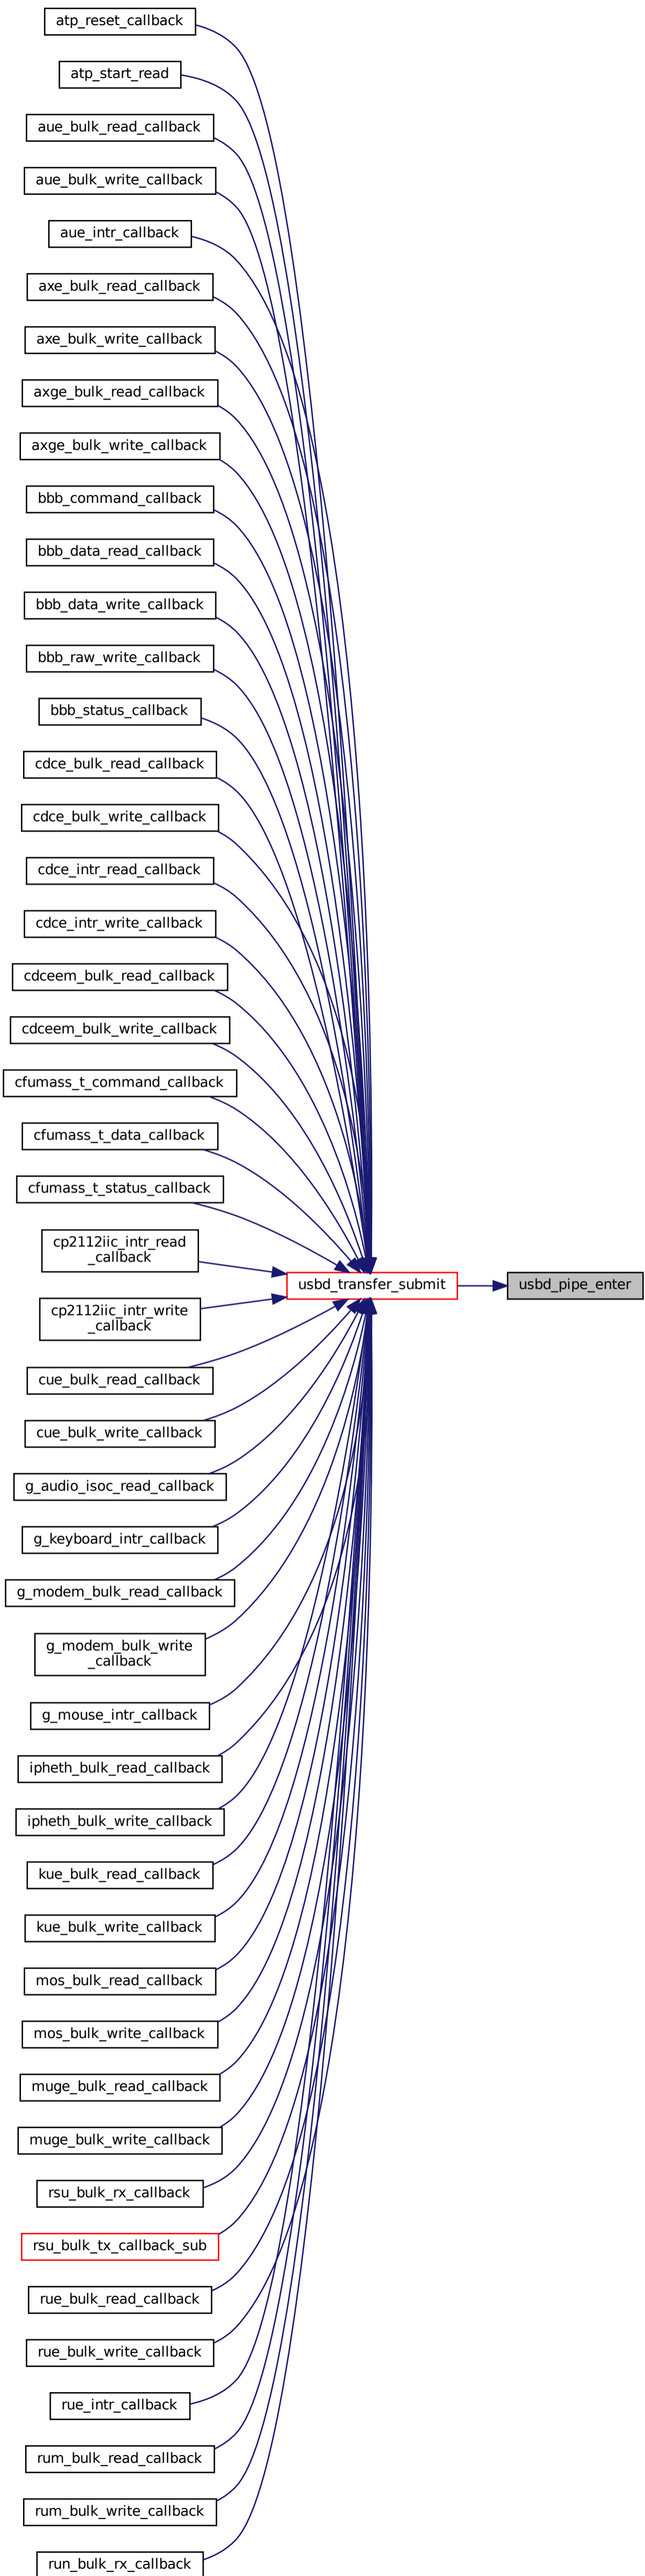 atp_reset_callback
atp_start_read
aue_bulk_read_callback
aue_bulk_write_callback
aue_intr_callback
axe_bulk_read_callback
axe_bulk_write_callback
axge_bulk_read_callback
axge_bulk_write_callback
bbb_command_callback
bbb_data_read_callback
bbb_data_write_callback
bbb_raw_write_callback
bbb_status_callback
cdce_bulk_read_callback
cdce_bulk_write_callback
cdce_intr_read_callback
cdce_intr_write_callback
cdceem_bulk_read_callback
cdceem_bulk_write_callback
cfumass_t_command_callback
cfumass_t_data_callback
cfumass_t_status_callback
cp2112iic_intr_read
_callback
usbd_transfer_submit
usbd_pipe_enter
cp2112iic_intr_write
_callback
cue_bulk_read_callback
cue_bulk_write_callback
g_audio_isoc_read_callback
g_keyboard_intr_callback
g_modem_bulk_read_callback
g_modem_bulk_write
_callback
g_mouse_intr_callback
ipheth_bulk_read_callback
ipheth_bulk_write_callback
kue_bulk_read_callback
kue_bulk_write_callback
mos_bulk_read_callback
mos_bulk_write_callback
muge_bulk_read_callback
muge_bulk_write_callback
rsu_bulk_rx_callback
rsu_bulk_tx_callback_sub
rue_bulk_read_callback
rue_bulk_write_callback
rue_intr_callback
rum_bulk_read_callback
rum_bulk_write_callback
run_bulk_rx_callback